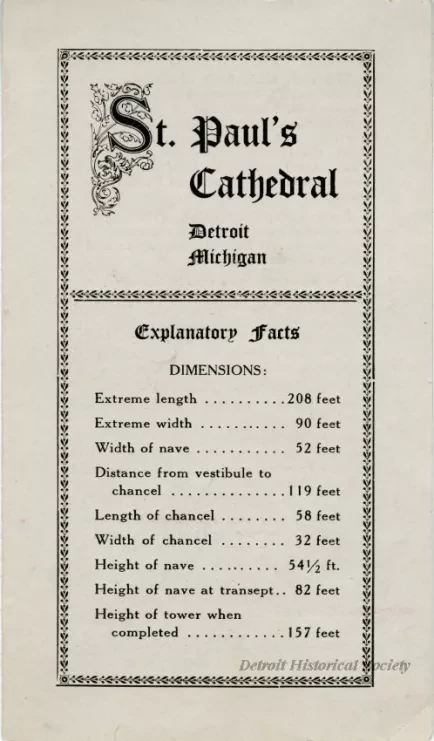 St. Paul's
Cathedral
Detroit
Michigan
Explanatory Facts
DIMENSIONS:
Extreme length . . . . . . . . . . 208 feet
Extreme width . . . . . . . . . . . 90 feet
Width of nave . . . . . . . . . . . 52 feet
Distance from vestibule to
chancel . . . . . . . . . . . . . . 119 feet
Length of chancel . . . . . . . . 58 feet
Width of chancel . . . . . . . . 32 feet
Height of nave . . . . . . . . . . 54½ ft.
Height of nave at transept . . 82 feet
Height of tower when
completed . . . . . . . . . . . . 157 feet
Detroit Historical Society